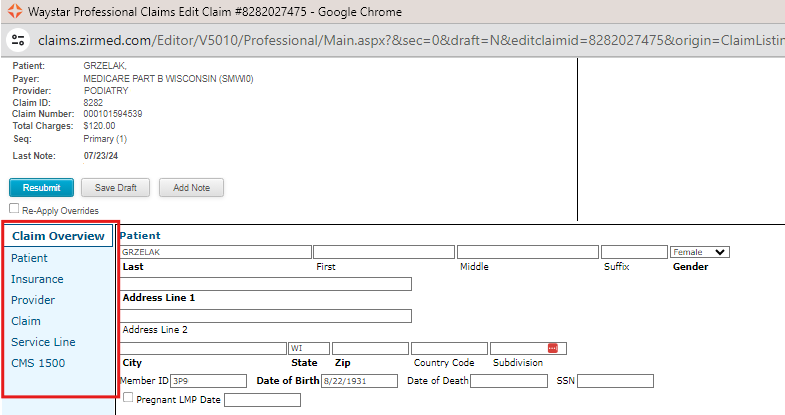 Waystar Professional Claims Edit Claim #8282027475 - Google Chrome
claims.zirmed.com/Editor/V5010/Professional/Main.aspx?&sec=0&draft=N&editclaimid=8282027475&origin=ClaimListin
Patient: GRZELAK,
Payer: MEDICARE PART B WISCONSIN (SMWI0)
Provider: PODIATRY
Claim ID: 8282
Claim Number: 000101594539
Total Charges: $120.00
Seq: Primary (1)
Last Note: 07/23/24
Resubmit Save Draft Add Note
Re-Apply Overrides
Claim Overview
Patient
Insurance
Provider
Claim
Service Line
CMS 1500
Patient
GRZELAK Female
Last First Middle Suffix Gender
Address Line 1
Address Line 2
WI
City State Zip Country Code Subdivision
Member ID 3P9 Date of Birth 8/22/1931 Date of Death SSN
Pregnant LMP Date